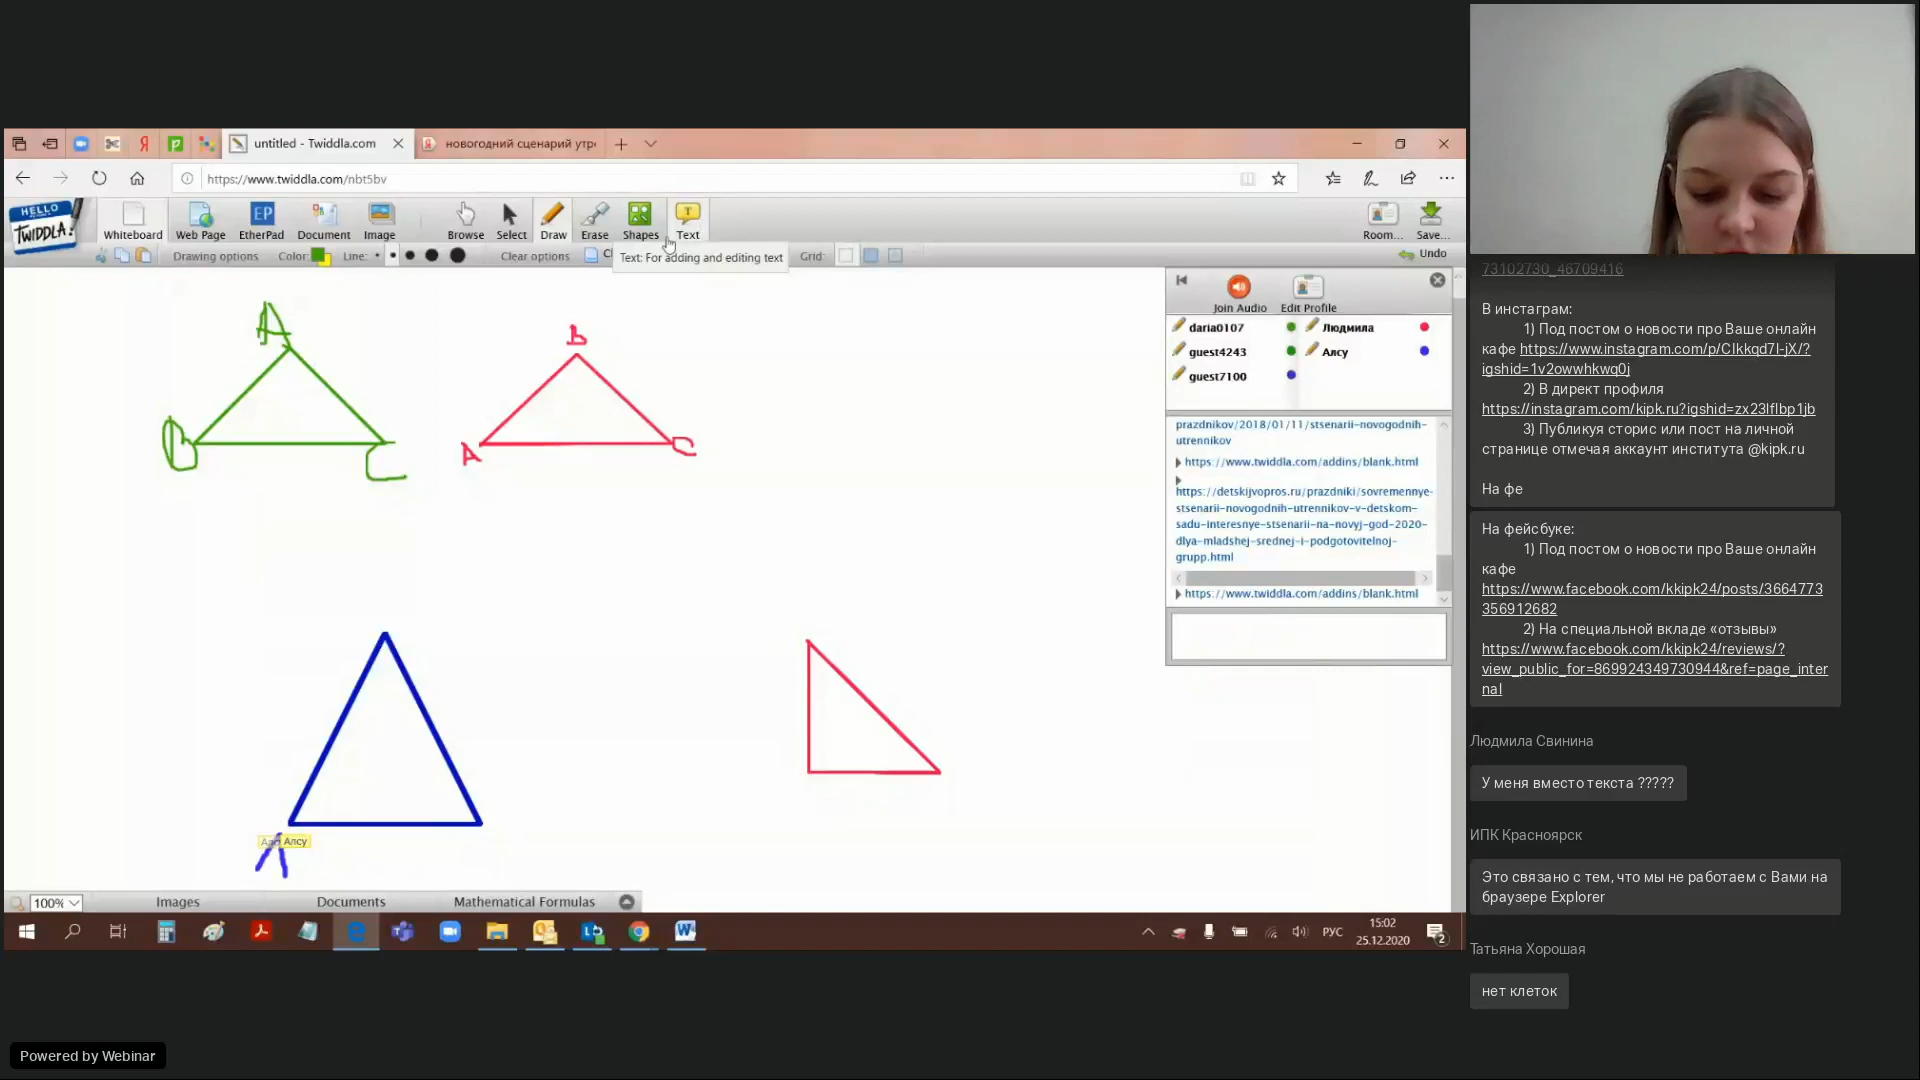 untitled - Twiddla.com
новогодний сценарий утр
https://www.twiddla.com/nbt5bv
HELLO
TWIDDLA!
Whiteboard
Web Page
EtherPad
Document
Image
Browse
Select
Draw
Erase
Shapes
Text
Room...
Save...
Drawing options
Color:
Line:
Clear options
Text: For adding and editing text
Grid:
Undo
A
B
C
B
A
C
Алсу
Join Audio
Edit Profile
daria0107
Людмила
guest4243
Алсу
guest7100
prazdnikov/2018/01/11/stsenarii-novogodnih-
utrennikov
https://www.twiddla.com/addins/blank.html
https://detskijvopros.ru/prazdniki/sovremennye-
stsenarii-novogodnih-utrennikov-v-detskom-
sadu-interesnye-stsenarii-na-novyj-god-2020-
dlya-mladshej-srednej-i-podgotovitelnoj-
grupp.html
https://www.twiddla.com/addins/blank.html
100%
Images
Documents
Mathematical Formulas
РУС
15:02
25.12.2020
2
Powered by Webinar
73102730_46709416
В инстаграм:
1) Под постом о новости про Ваше онлайн
кафе https://www.instagram.com/p/CIkkqd7l-jX/?
igshid=1v2owwhkwq0j
2) В директ профиля
https://instagram.com/kipk.ru?igshid=zx23lflbp1jb
3) Публикуя сторис или пост на личной
странице отмечая аккаунт института @kipk.ru
На фе
На фейсбуке:
1) Под постом о новости про Ваше онлайн
кафе
https://www.facebook.com/kkipk24/posts/3664773
356912682
2) На специальной вкладе «отзывы»
https://www.facebook.com/kkipk24/reviews/?
view_public_for=869924349730944&ref=page_inter
nal
Людмила Свинина
У меня вместо текста ?????
ИПК Красноярск
Это связано с тем, что мы не работаем с Вами на
браузере Explorer
Татьяна Хорошая
нет клеток